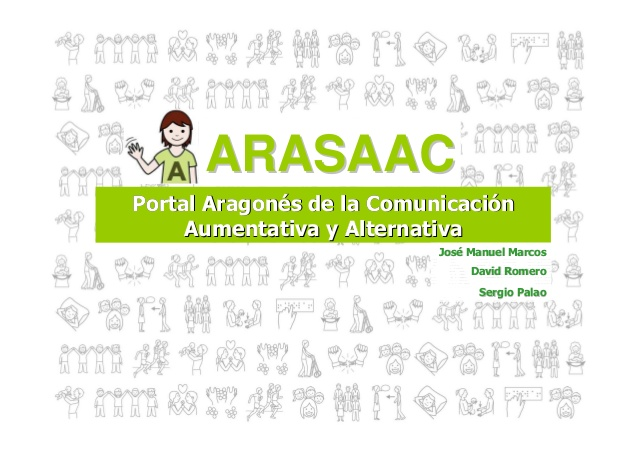 A
ARASAAC
Portal Aragonés de la Comunicación
Aumentativa y Alternativa
José Manuel Marcos
David Romero
Sergio Palao